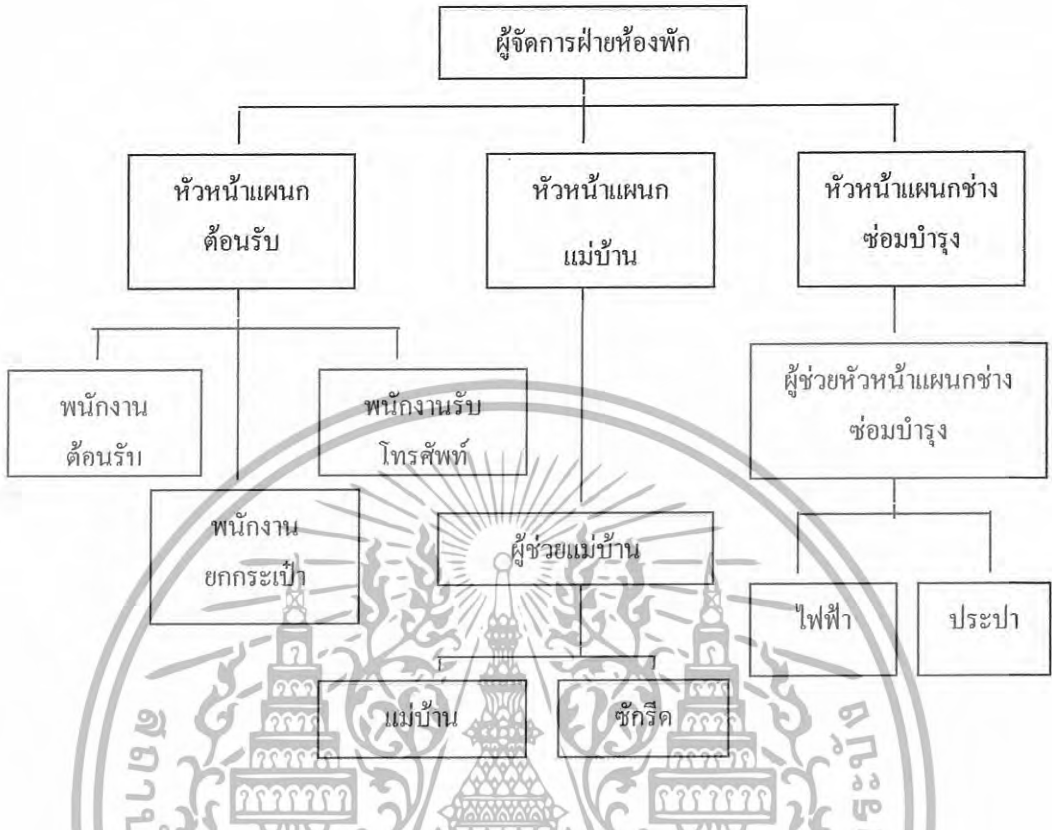 ผู้จัดการฝ่ายห้องพัก
หัวหน้าแผนก
ต้อนรับ
หัวหน้าแผนก
แม่บ้าน
หัวหน้าแผนกช่าง
ซ่อมบำรุง
พนักงาน
ต้อนรับ
พนักงานรับ
โทรศัพท์
ผู้ช่วยหัวหน้าแผนกช่าง
ซ่อมบำรุง
พนักงาน
ยกกระเป๋า
ผู้ช่วยแม่บ้าน
ไฟฟ้า
ประปา
แม่บ้าน
ซักรีด